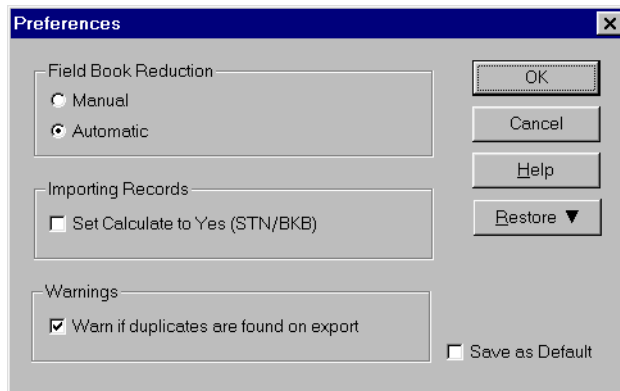 Preferences
Field Book Reduction
Manual
Automatic
Importing Records
Set Calculate to Yes (STN/BKB)
Warnings
Warn if duplicates are found on export
OK
Cancel
Help
Restore ▼
Save as Default